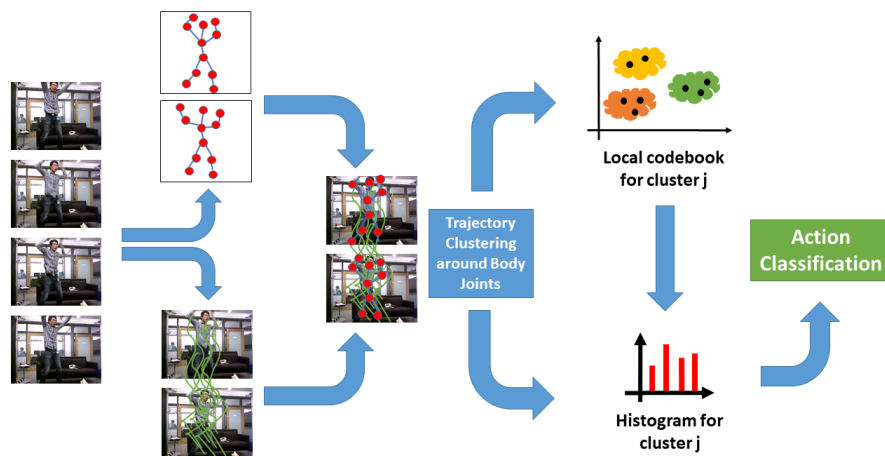 Trajectory
Clustering
around Body
Joints
Local codebook
for cluster j
Action
Classification
Histogram for
cluster j